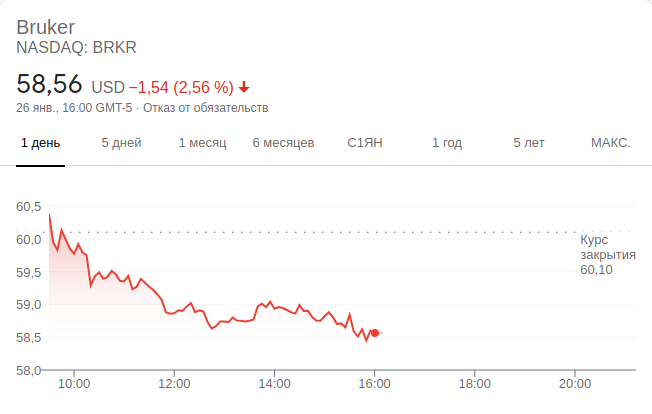 Bruker
NASDAQ: BRKR
58,56 USD −1,54 (2,56 %)
26 янв., 16:00 GMT-5 · Отказ от обязательств
1 день 5 дней 1 месяц 6 месяцев С1ЯН 1 год 5 лет МАКС.
60,5
60,0
59,5
59,0
58,5
58,0
Курс
закрытия
60,10
10:00 12:00 14:00 16:00 18:00 20:00